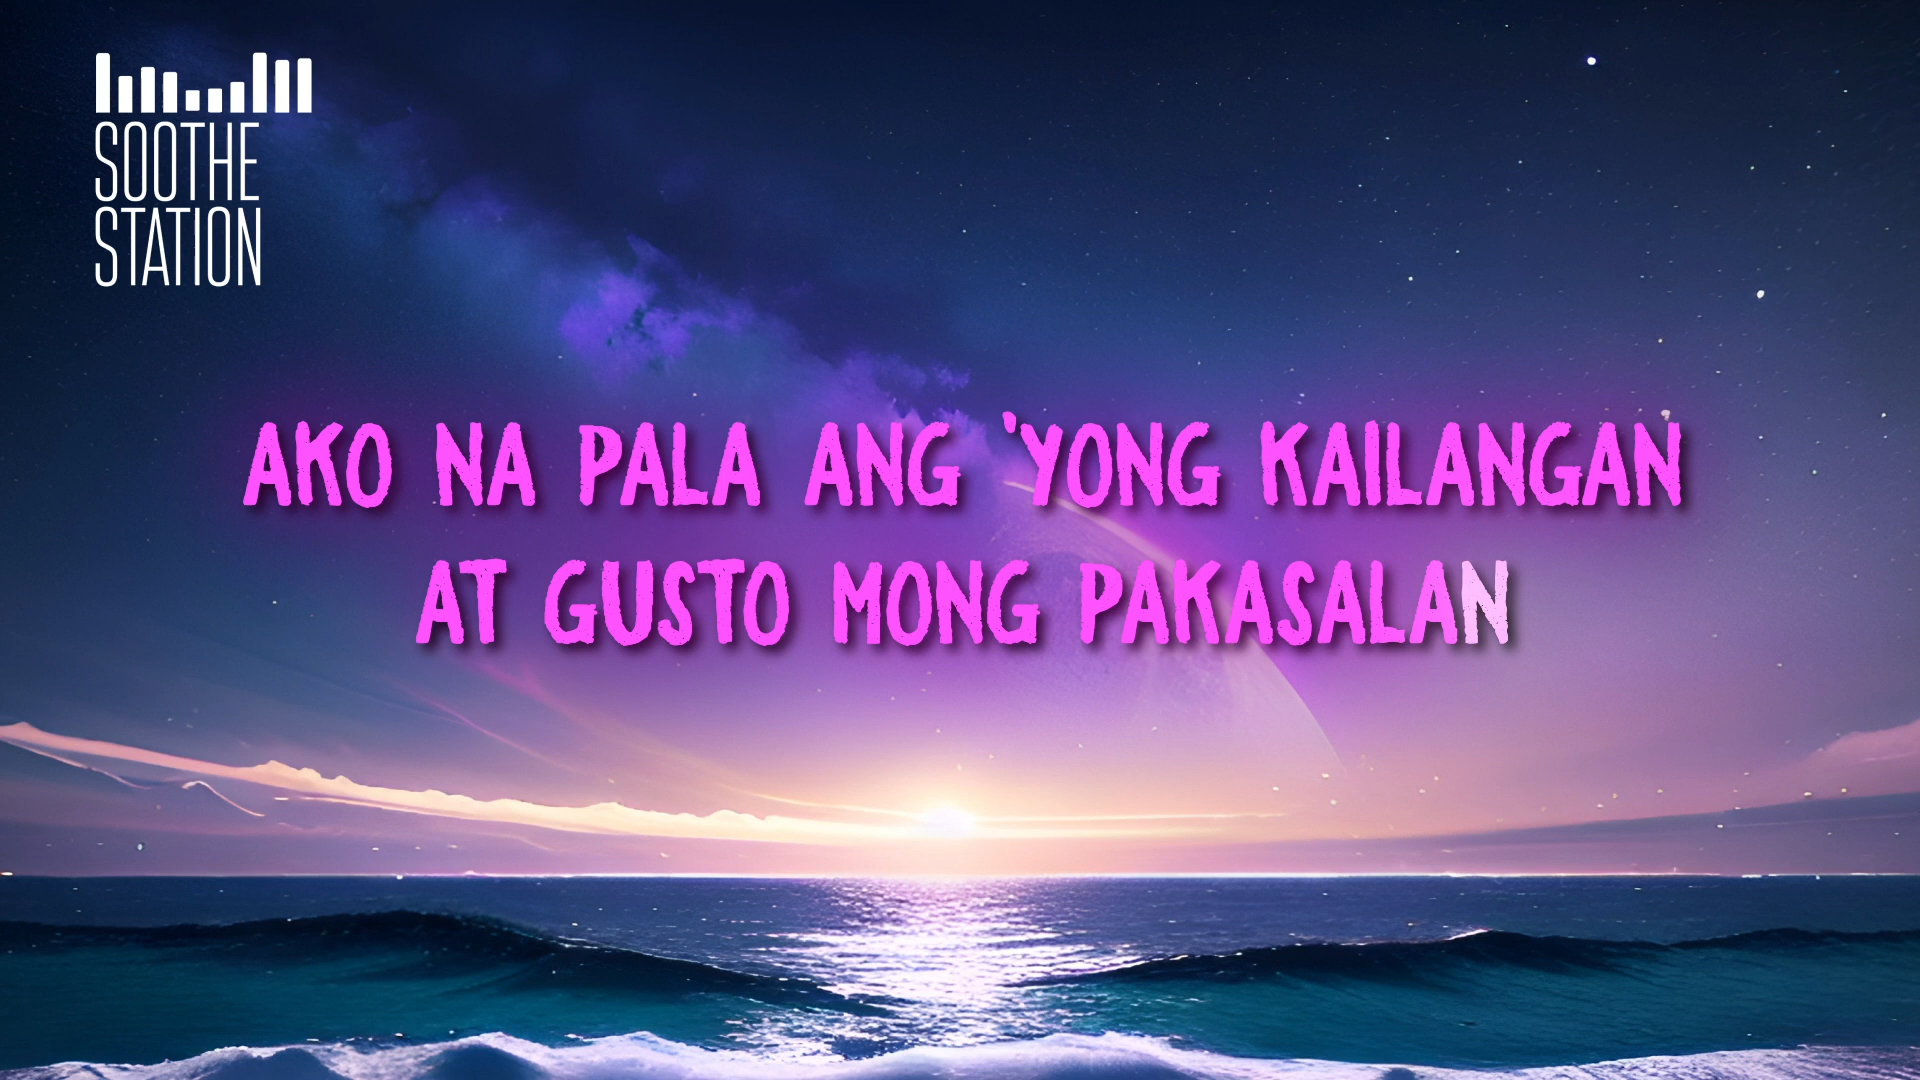 SOOTHE
STATION
AKO NA PALA ANG 'YONG KAILANGAN
AT GUSTO MONG PAKASALAN